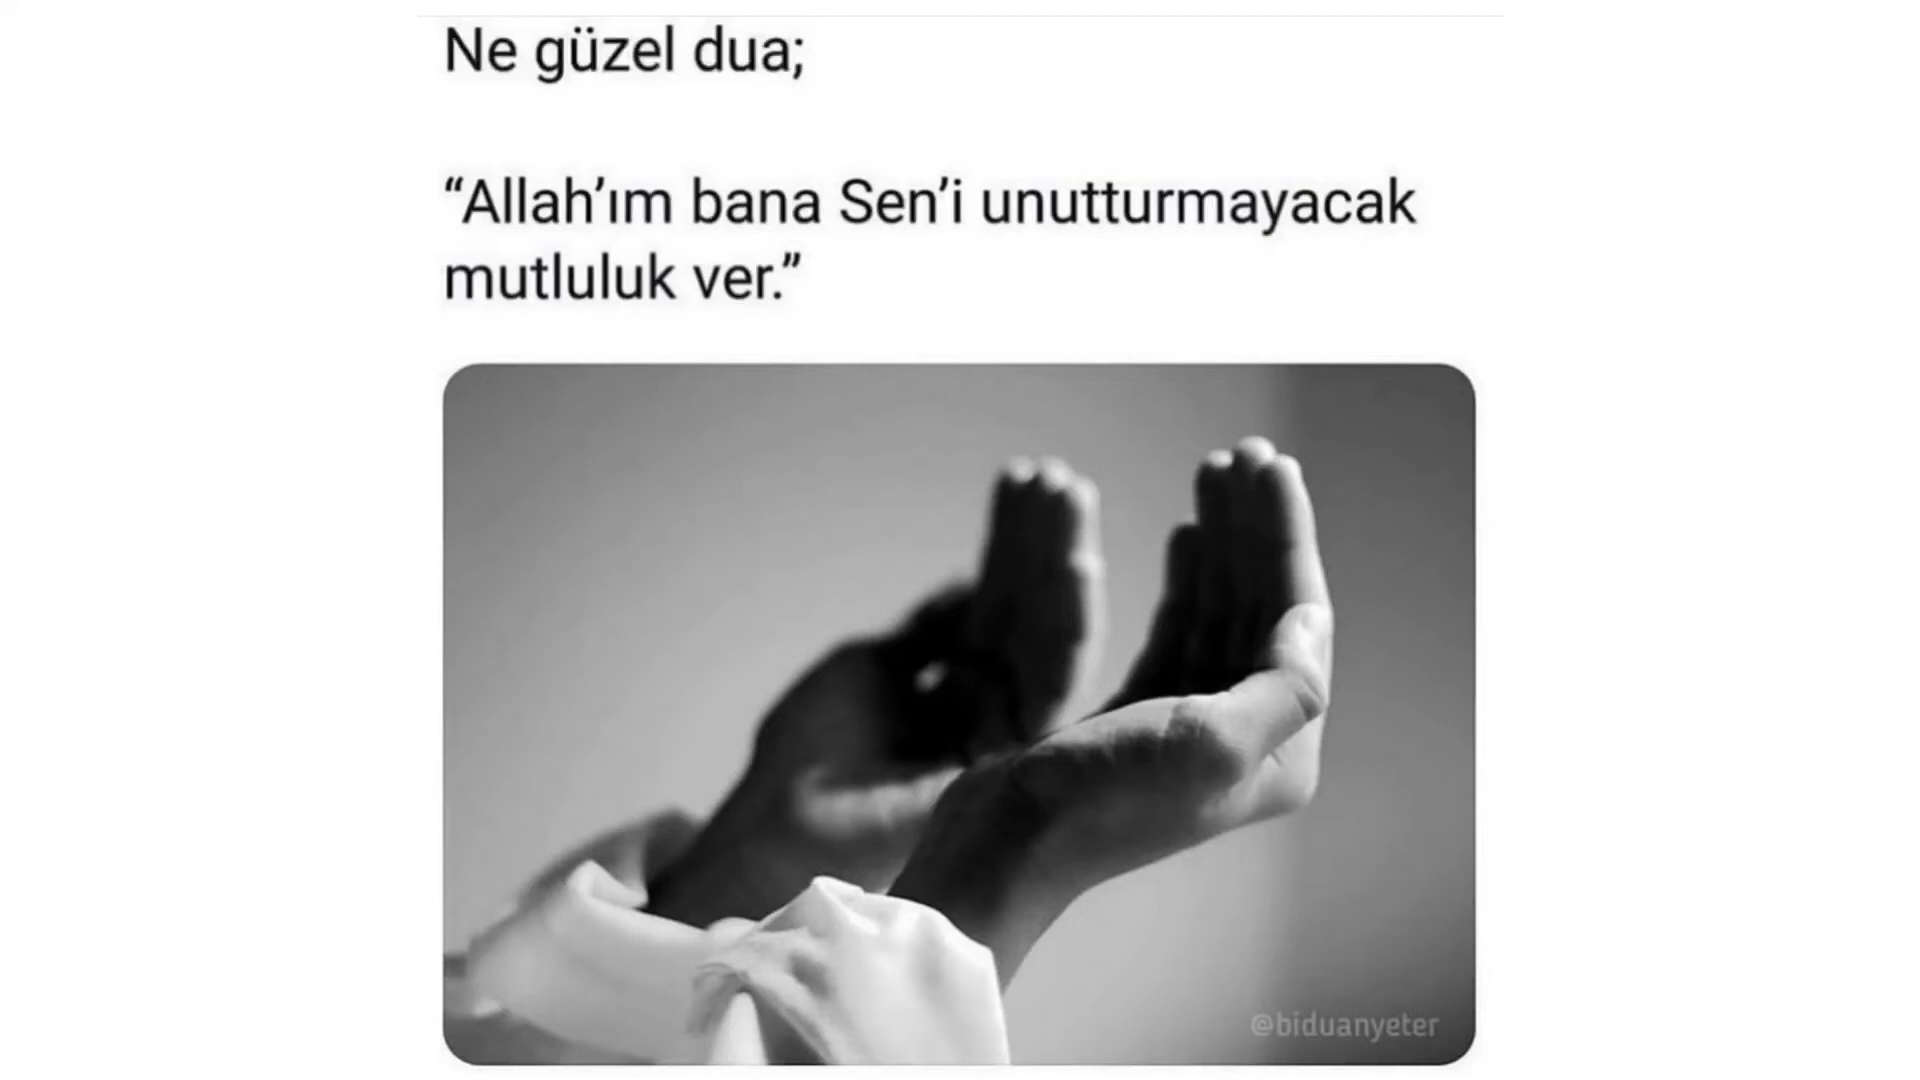 Ne güzel dua;
“Allah’ım bana Sen’i unutturmayacak
mutluluk ver.”
@biduanyeter